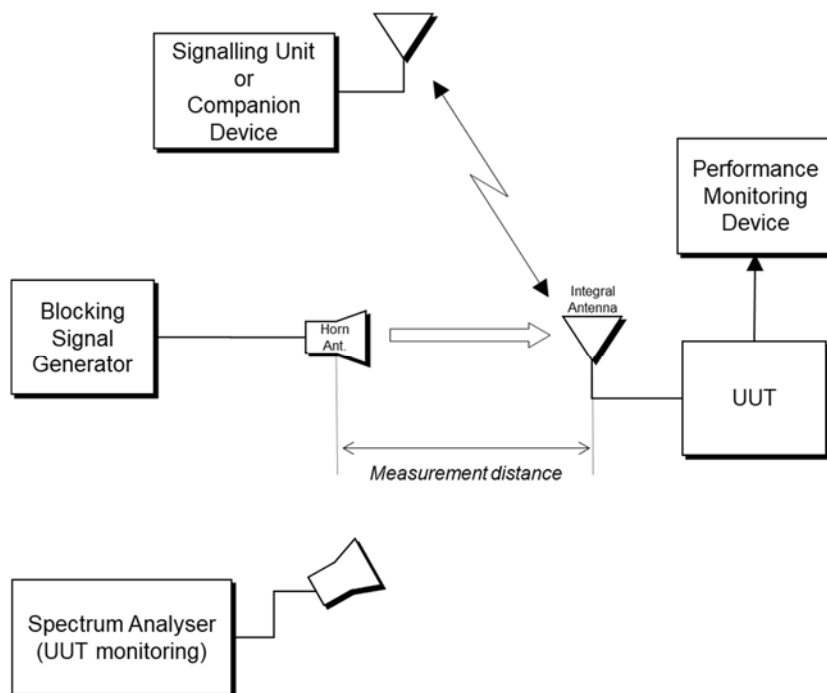 Signalling Unit
or
Companion
Device
Performance
Monitoring
Device
Blocking
Signal
Generator
Horn
Ant.
Integral
Antenna
UUT
Measurement distance
Spectrum Analyser
(UUT monitoring)